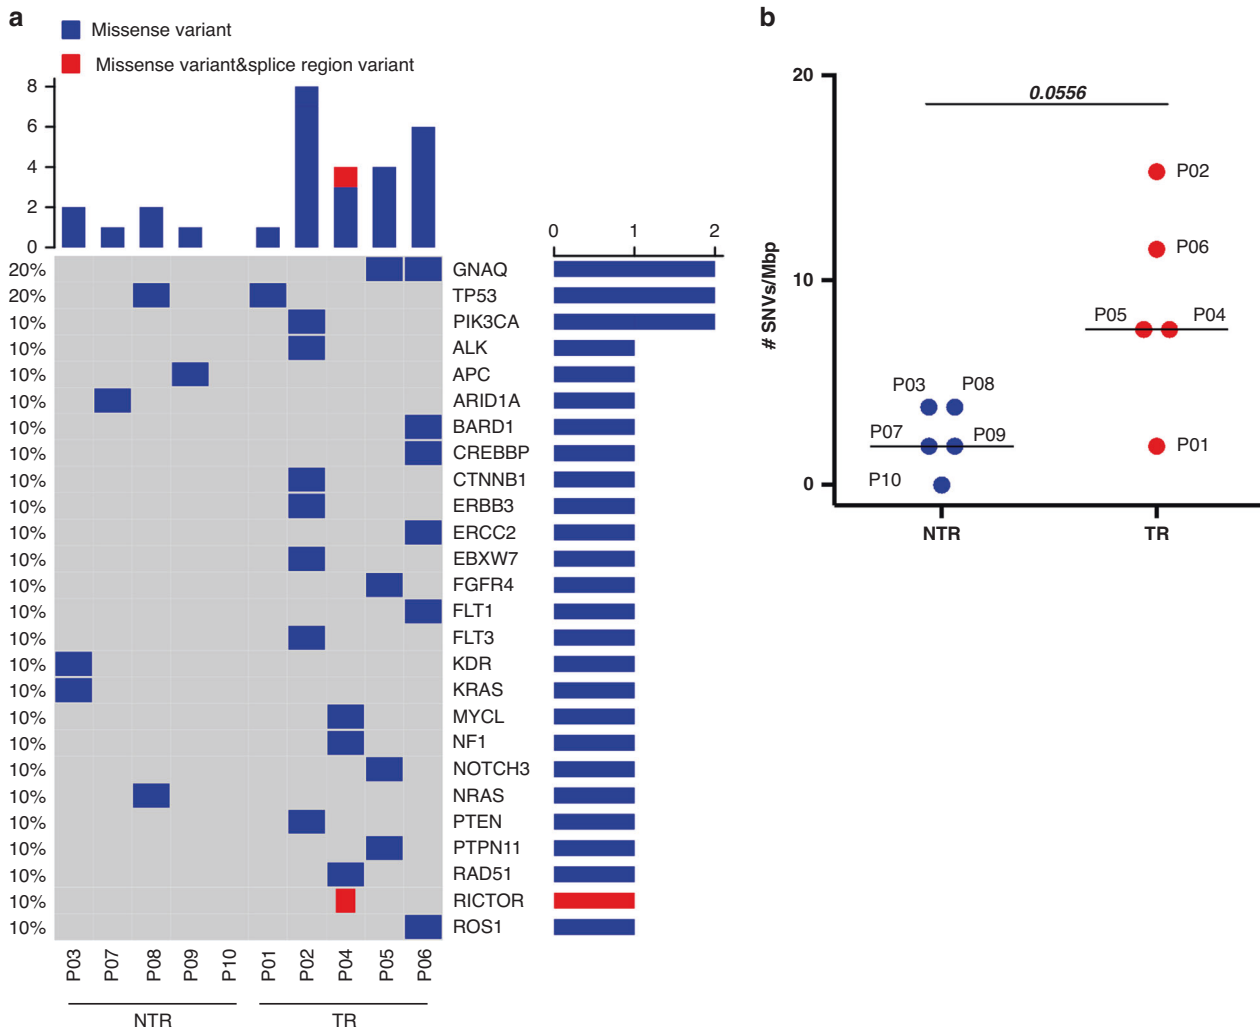 a
Missense variant
Missense variant&splice region variant
8
6
4
2
0
0 1 2
20% GNAQ
20% TP53
10% PIK3CA
10% ALK
10% APC
10% ARID1A
10% BARD1
10% CREBBP
10% CTNNB1
10% ERBB3
10% ERCC2
10% EBXW7
10% FGFR4
10% FLT1
10% FLT3
10% KDR
10% KRAS
10% MYCL
10% NF1
10% NOTCH3
10% NRAS
10% PTEN
10% PTPN11
10% RAD51
10% RICTOR
10% ROS1
P03 P07 P08 P09 P10 P01 P02 P04 P05 P06
NTR TR
b
# SNVs/Mbp
20
10
0
0.0556
P02
P06
P05 P04
P03 P08
P07 P09
P01
P10
NTR TR